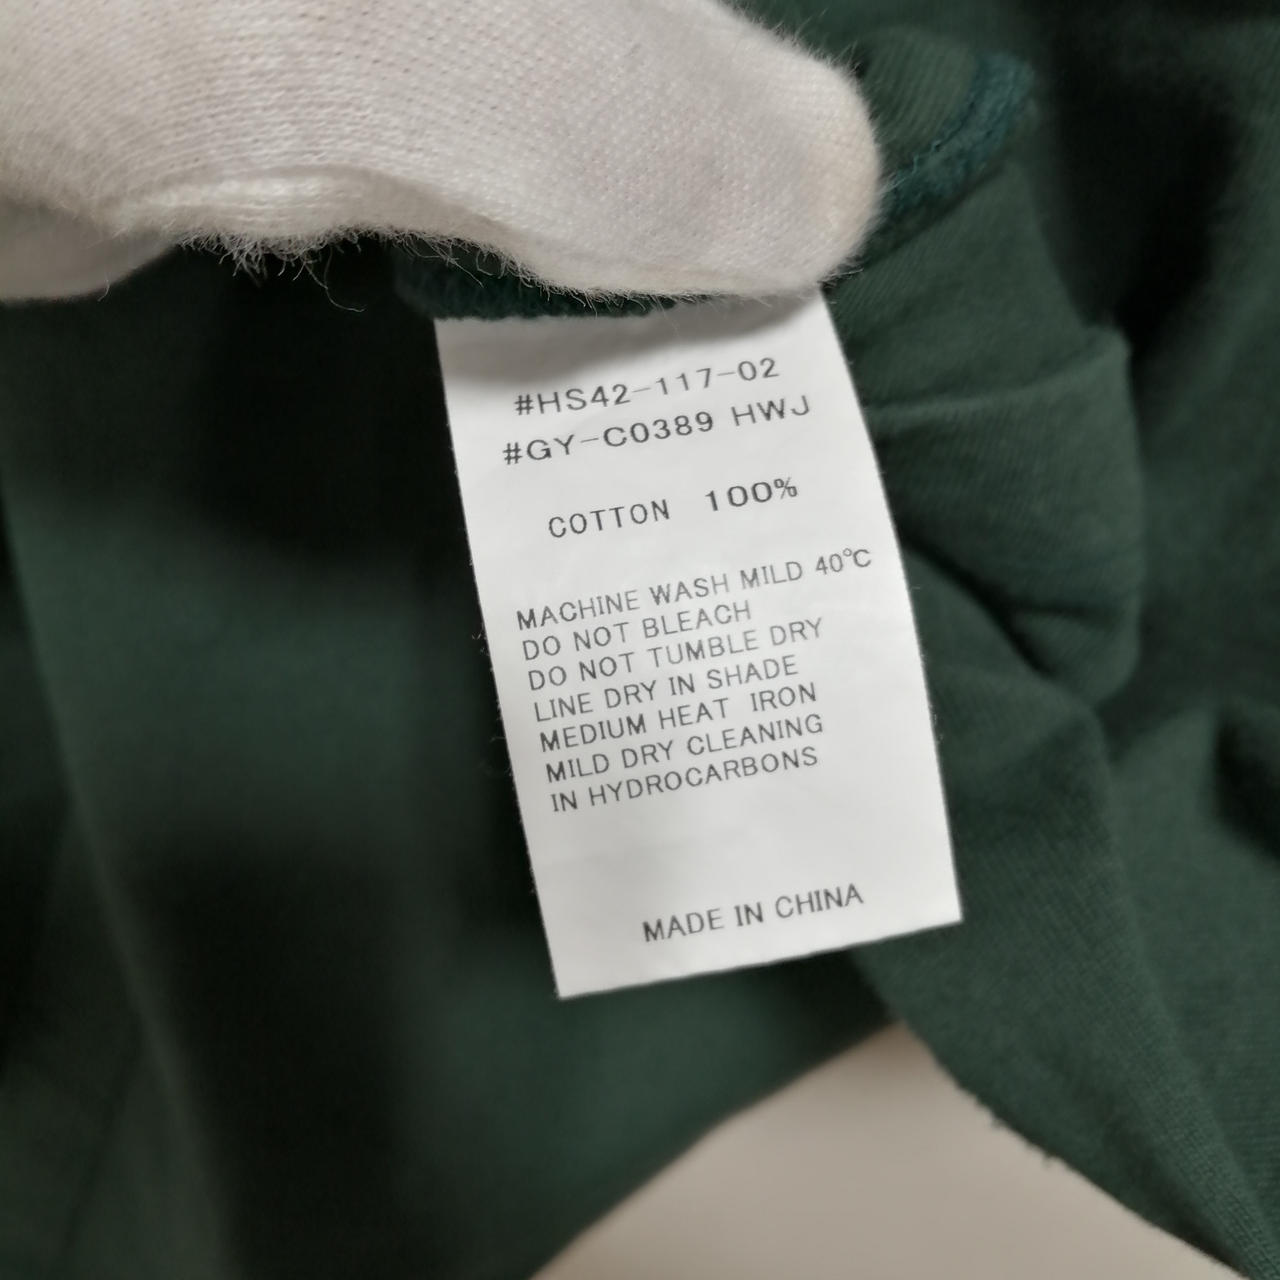 #HS42-117-02
#GY-C0389 HWJ
COTTON 100%
MACHINE WASH MILD 40℃
DO NOT BLEACH
DO NOT TUMBLE DRY
LINE DRY IN SHADE
MEDIUM HEAT IRON
MILD DRY CLEANING
IN HYDROCARBONS
MADE IN CHINA